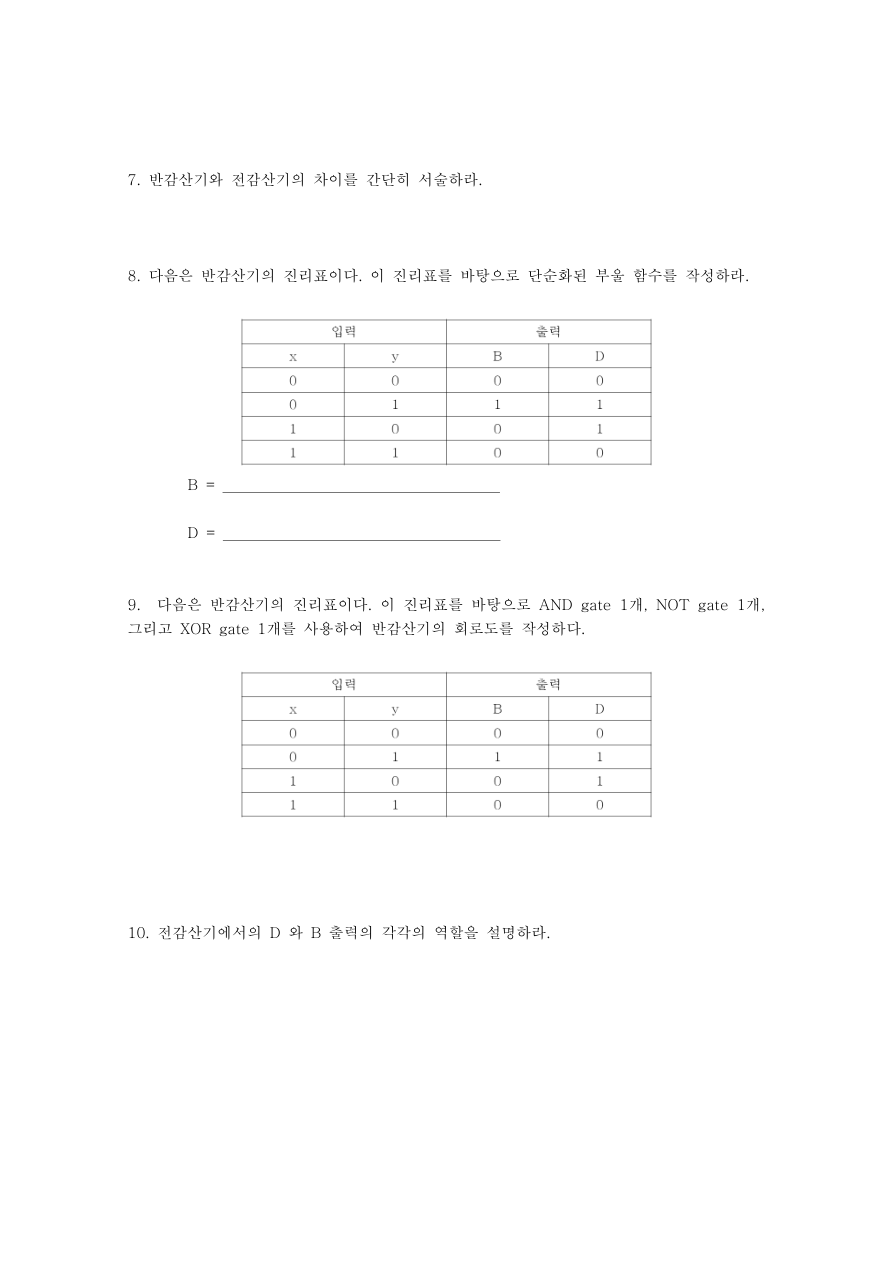 7. 반감산기와 전감산기의 차이를 간단히 서술하라.
8. 다음은 반감산기의 진리표이다. 이 진리표를 바탕으로 단순화된 부울 함수를 작성하라.
입력 출력
x y B D
0 0 0 0
0 1 1 1
1 0 0 1
1 1 0 0
B = ____________________
D = ____________________
9. 다음은 반감산기의 진리표이다. 이 진리표를 바탕으로 AND gate 1개, NOT gate 1개,
그리고 XOR gate 1개를 사용하여 반감산기의 회로도를 작성하다.
입력 출력
x y B D
0 0 0 0
0 1 1 1
1 0 0 1
1 1 0 0
10. 전감산기에서의 D 와 B 출력의 각각의 역할을 설명하라.